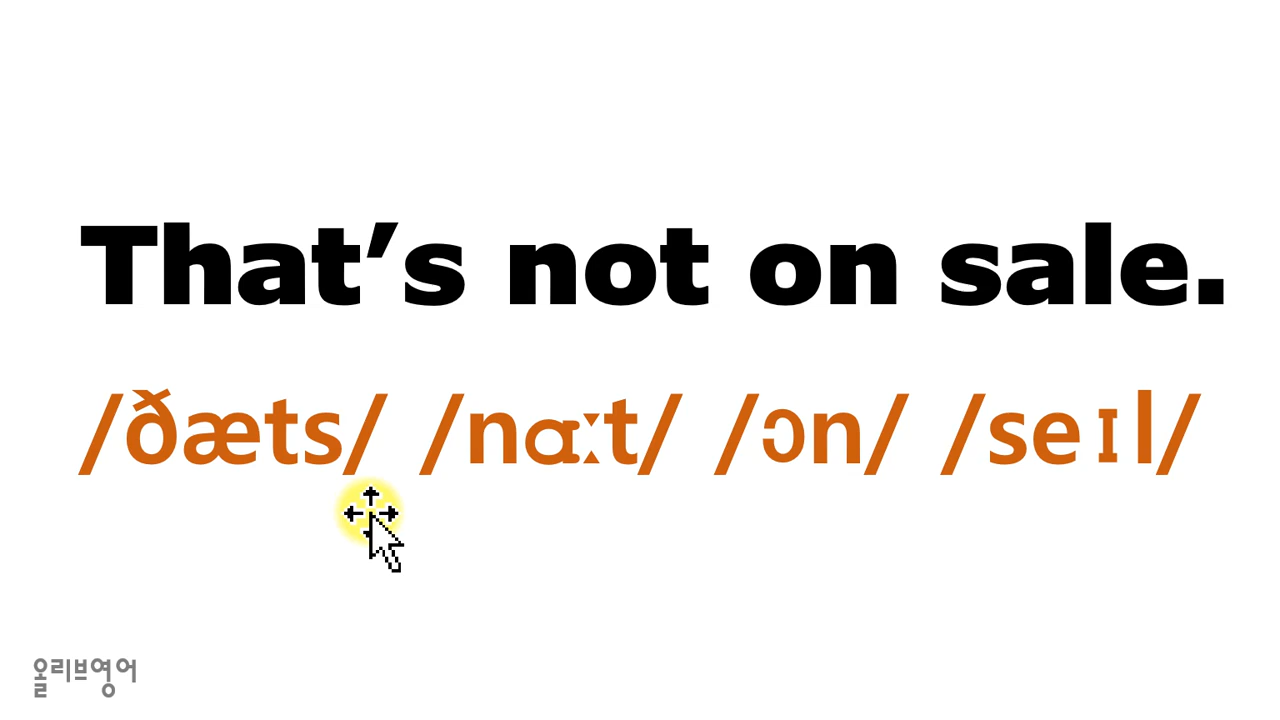 That’s not on sale.
/ðæts/ /nɑːt/ /ɔn/ /seɪl/
올리브영어